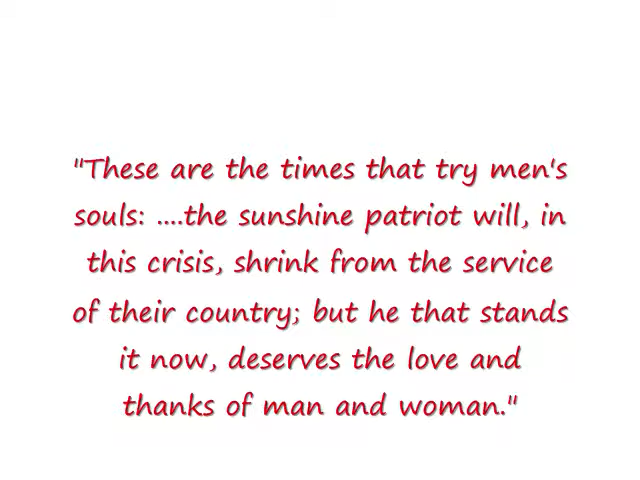 "These are the times that try men's
souls: ....the sunshine patriot will, in
this crisis, shrink from the service
of their country; but he that stands
it now, deserves the love and
thanks of man and woman."